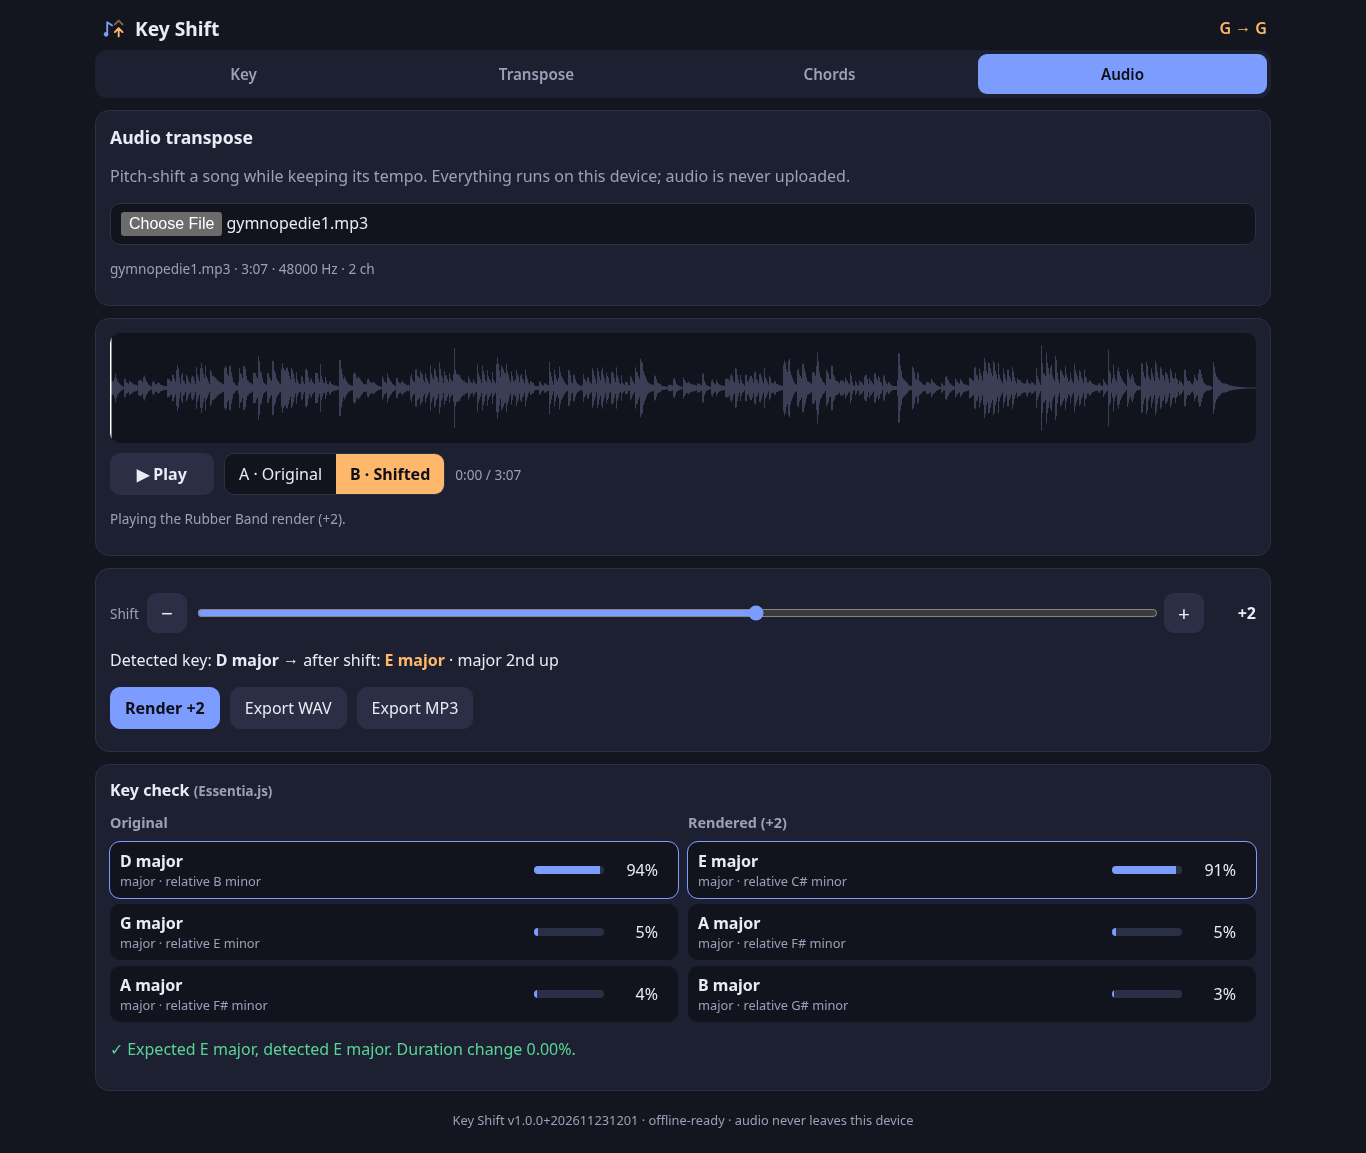 Key Shift
G → G
Key
Transpose
Chords
Audio
Audio transpose
Pitch-shift a song while keeping its tempo. Everything runs on this device; audio is never uploaded.
Choose File gymnopedie1.mp3
gymnopedie1.mp3 · 3:07 · 48000 Hz · 2 ch
▶ Play
A · Original
B · Shifted
0:00 / 3:07
Playing the Rubber Band render (+2).
Shift
−
+
+2
Detected key: D major → after shift: E major · major 2nd up
Render +2
Export WAV
Export MP3
Key check (Essentia.js)
Original
D major
major · relative B minor
94%
G major
major · relative E minor
5%
A major
major · relative F# minor
4%
Rendered (+2)
E major
major · relative C# minor
91%
A major
major · relative F# minor
5%
B major
major · relative G# minor
3%
✓ Expected E major, detected E major. Duration change 0.00%.
Key Shift v1.0.0+202611231201 · offline-ready · audio never leaves this device